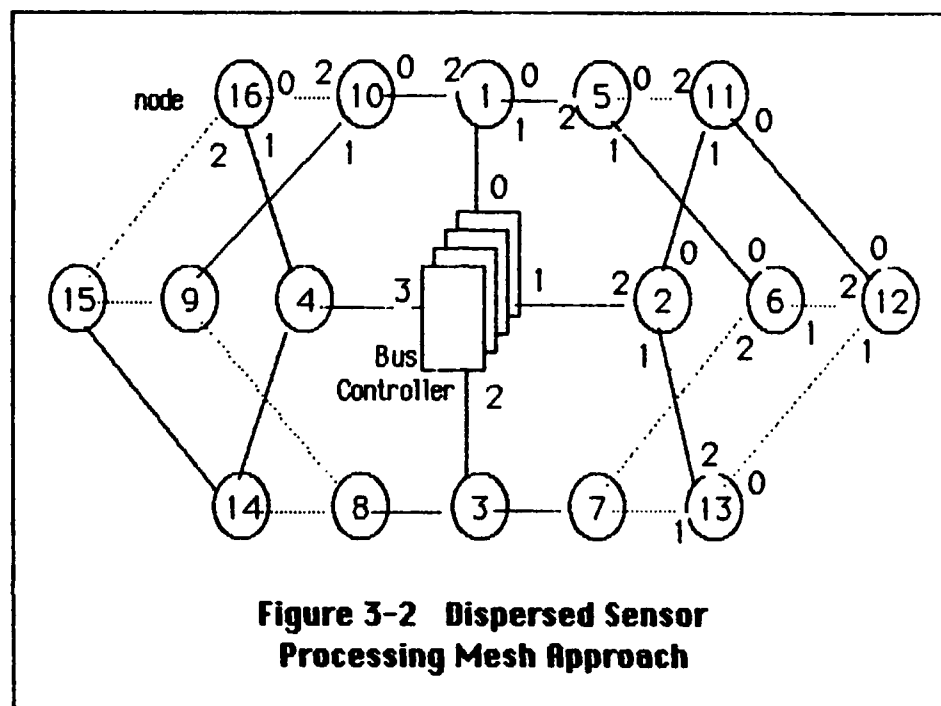 0 2 0 2 0 0 2
node 16 10 1 5 11 0
2 1 1 1 2 1 1
0
0 0 0
15 9 4 3 1 2 2 6 2 12
Bus 1 2 1 1
Controller 2
2 0
14 8 3 7 1 13
Figure 3-2 Dispersed Sensor
Processing Mesh Approach